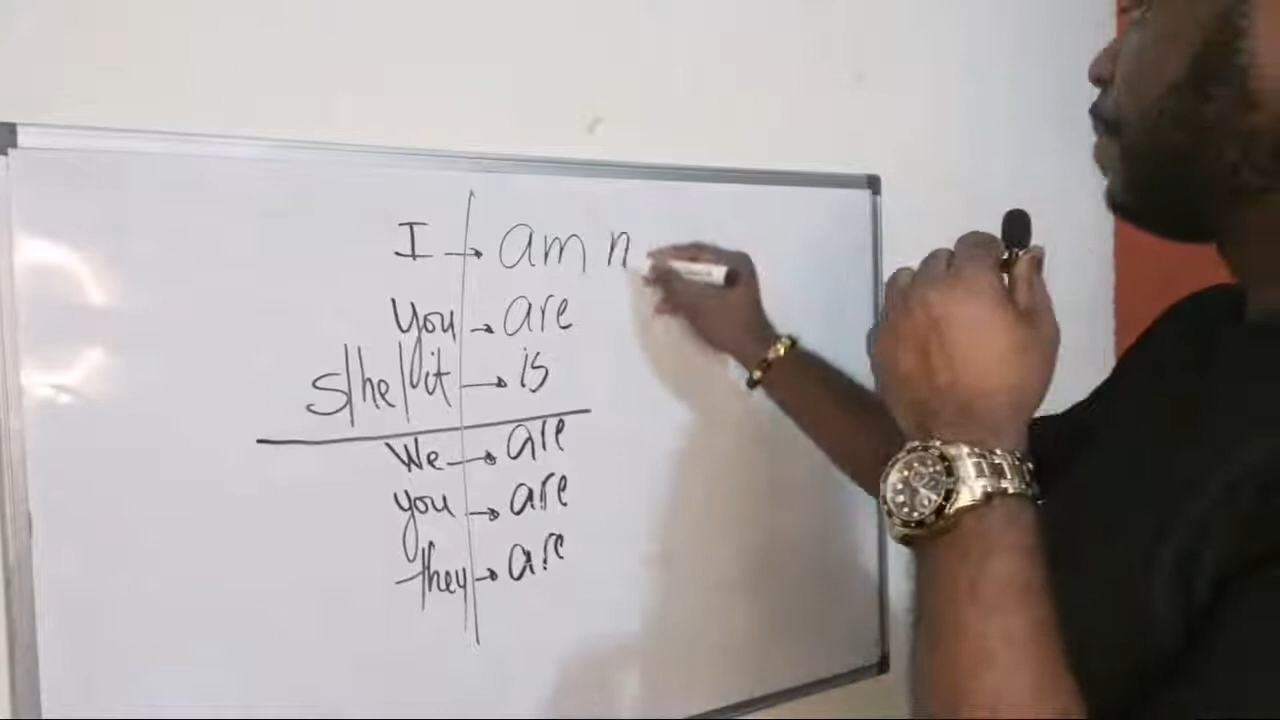 I → am n
you → are
s/he/it → is
We → are
you → are
they → are